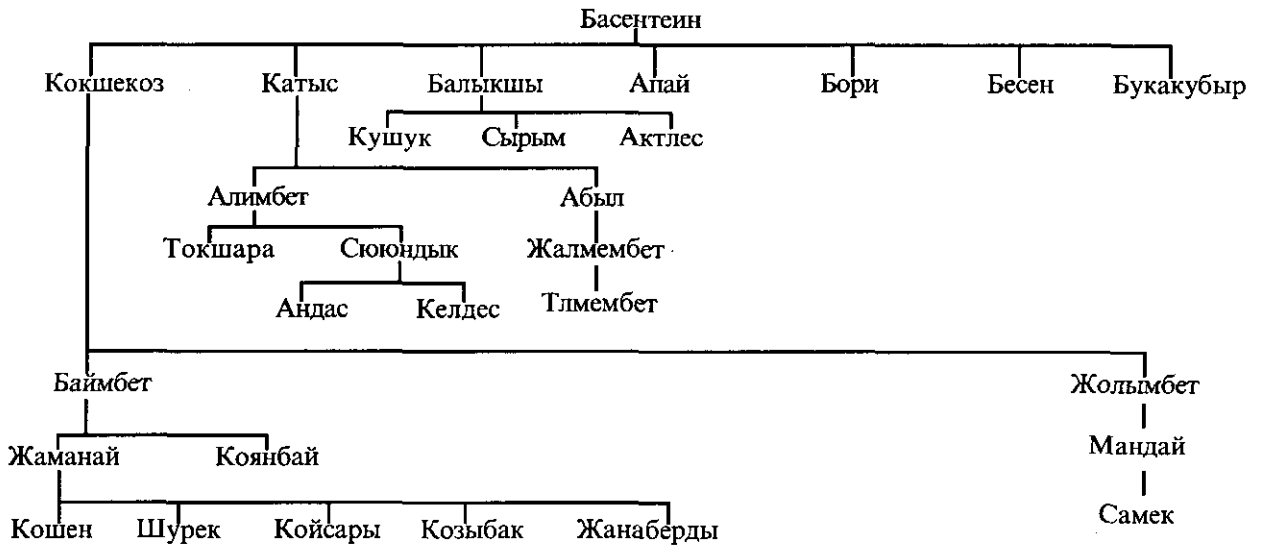 Басентеин
Кокшекоз Катыс Балыкшы Апай Бори Бесен Букакубыр
Кушук Сырым Актлес
Алимбет Абыл
Токшара Сююндык Жалмембет
Андас Келдес Тлмембет
Баймбет Жолымбет
Жаманай Коянбай Мандай
Кошен Шурек Койсары Козыбак Жанаберды Самек